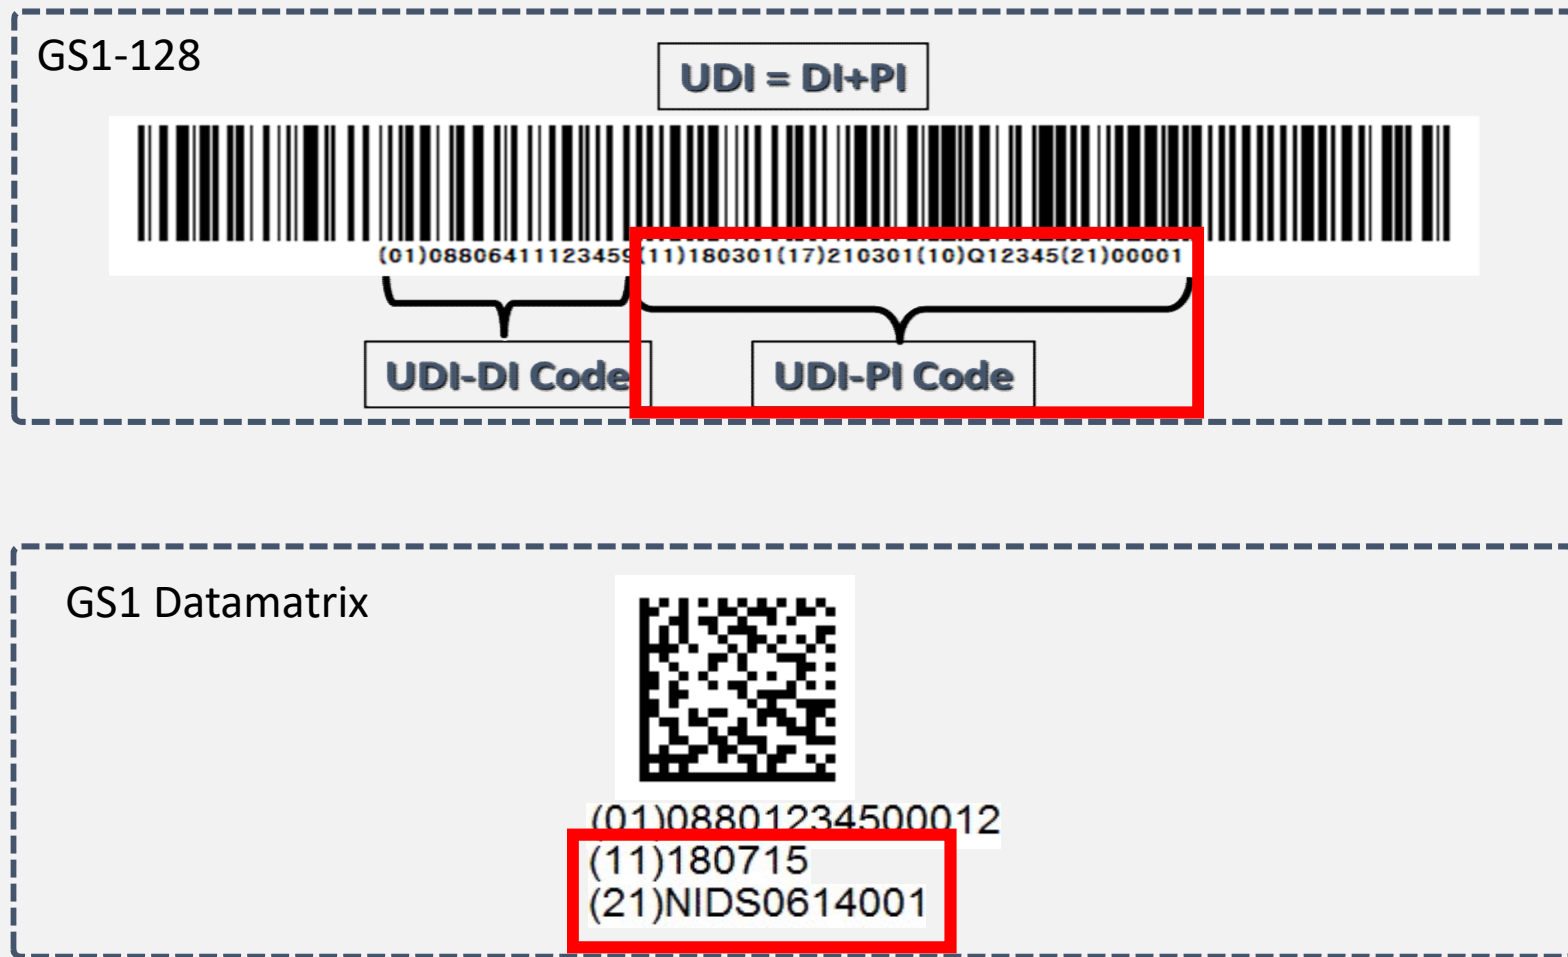 GS1-128
UDI = DI+PI
(01)08806411123459(11)180301(17)210301(10)Q12345(21)00001
UDI-DI Code
UDI-PI Code
GS1 Datamatrix
(01)08801234500012
(11)180715
(21)NIDS0614001